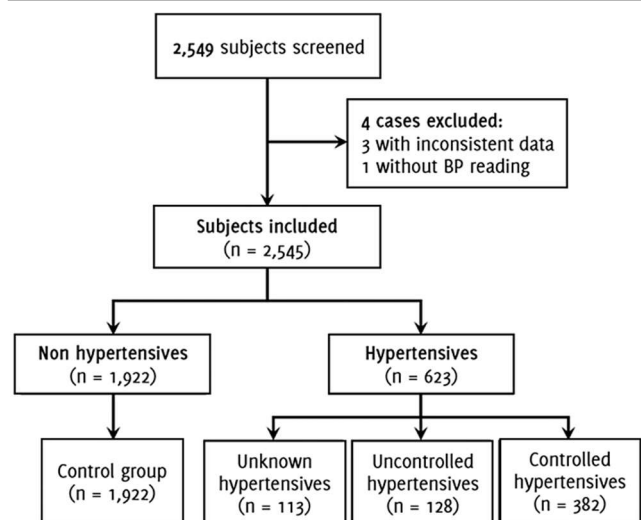 2,549 subjects screened
4 cases excluded:
3 with inconsistent data
1 without BP reading
Subjects included
(n = 2,545)
Non hypertensives
(n = 1,922)
Hypertensives
(n = 623)
Control group
(n = 1,922)
Unknown
hypertensives
(n = 113)
Uncontrolled
hypertensives
(n = 128)
Controlled
hypertensives
(n = 382)